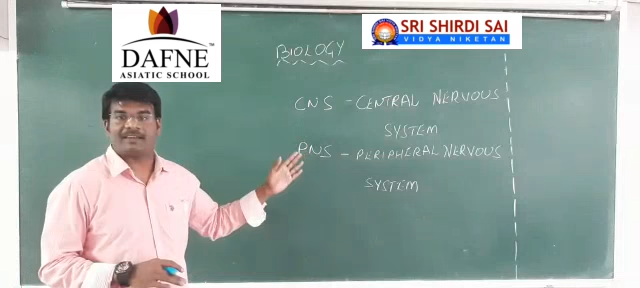 DAFNE
ASIATIC SCHOOL
SRI SHIRDI SAI
VIDYA NIKETAN
BIOLOGY
CNS - CENTRAL NERVOUS
SYSTEM
PNS - PERIPHERAL NERVOUS
SYSTEM